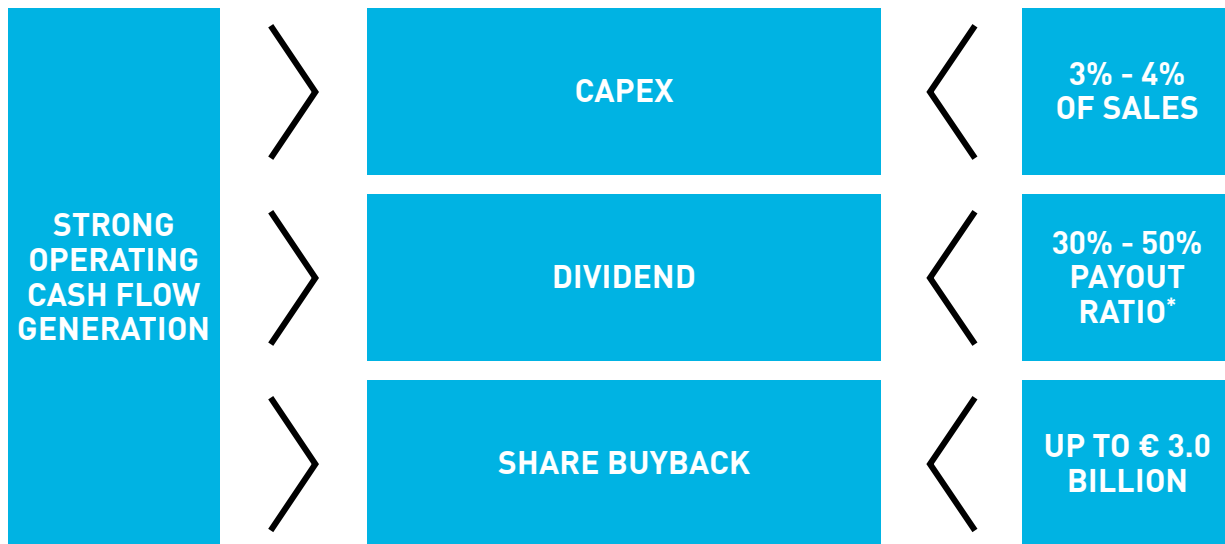 STRONG
OPERATING
CASH FLOW
GENERATION
CAPEX
3% - 4%
OF SALES
DIVIDEND
30% - 50%
PAYOUT
RATIO*
SHARE BUYBACK
UP TO € 3.0
BILLION